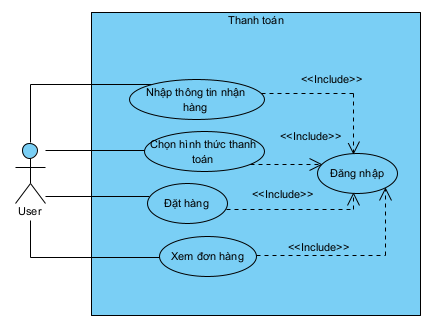 Thanh toán
<<Include>>
Nhập thông tin nhận
hàng
<<Include>>
Chọn hình thức thanh
toán
Đăng nhập
<<Include>>
Đặt hàng
User
<<Include>>
Xem đơn hàng